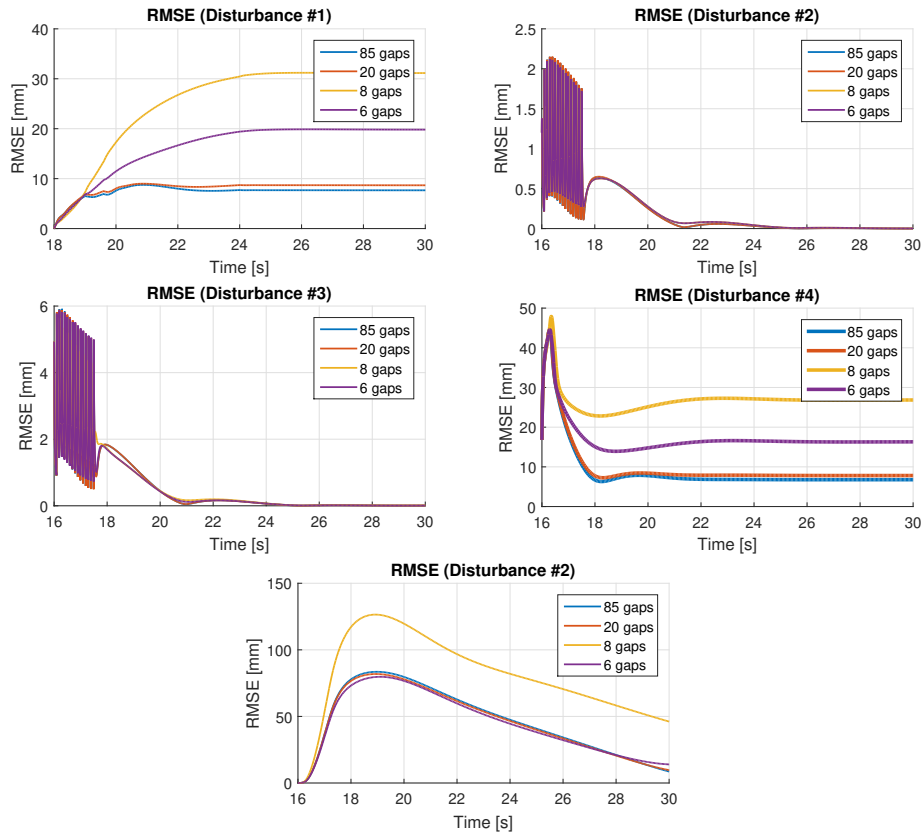 RMSE (Disturbance #1)
40
30
20
10
0
RMSE [mm]
18 20 22 24 26 28 30
Time [s]
85 gaps
20 gaps
8 gaps
6 gaps
RMSE (Disturbance #2)
2.5
2
1.5
1
0.5
0
RMSE [mm]
16 18 20 22 24 26 28 30
Time [s]
85 gaps
20 gaps
8 gaps
6 gaps
RMSE (Disturbance #3)
6
4
2
0
RMSE [mm]
16 18 20 22 24 26 28 30
Time [s]
85 gaps
20 gaps
8 gaps
6 gaps
RMSE (Disturbance #4)
50
40
30
20
10
0
RMSE [mm]
16 18 20 22 24 26 28 30
Time [s]
85 gaps
20 gaps
8 gaps
6 gaps
RMSE (Disturbance #2)
150
100
50
0
RMSE [mm]
16 18 20 22 24 26 28 30
Time [s]
85 gaps
20 gaps
8 gaps
6 gaps